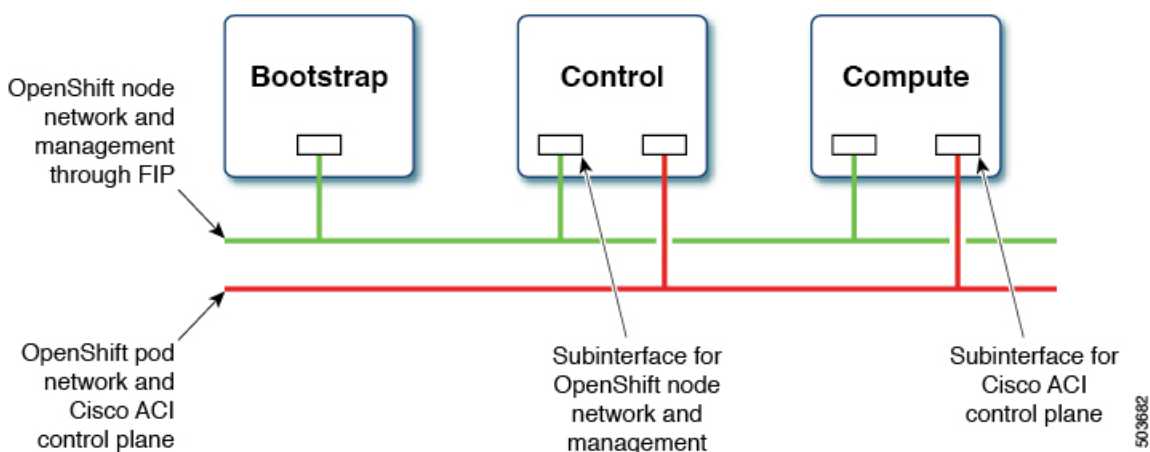 Bootstrap
Control
Compute
OpenShift node
network and
management
through FIP
OpenShift pod
network and
Cisco ACI
control plane
Subinterface for
OpenShift node
network and
management
Subinterface for
Cisco ACI
control plane
503682